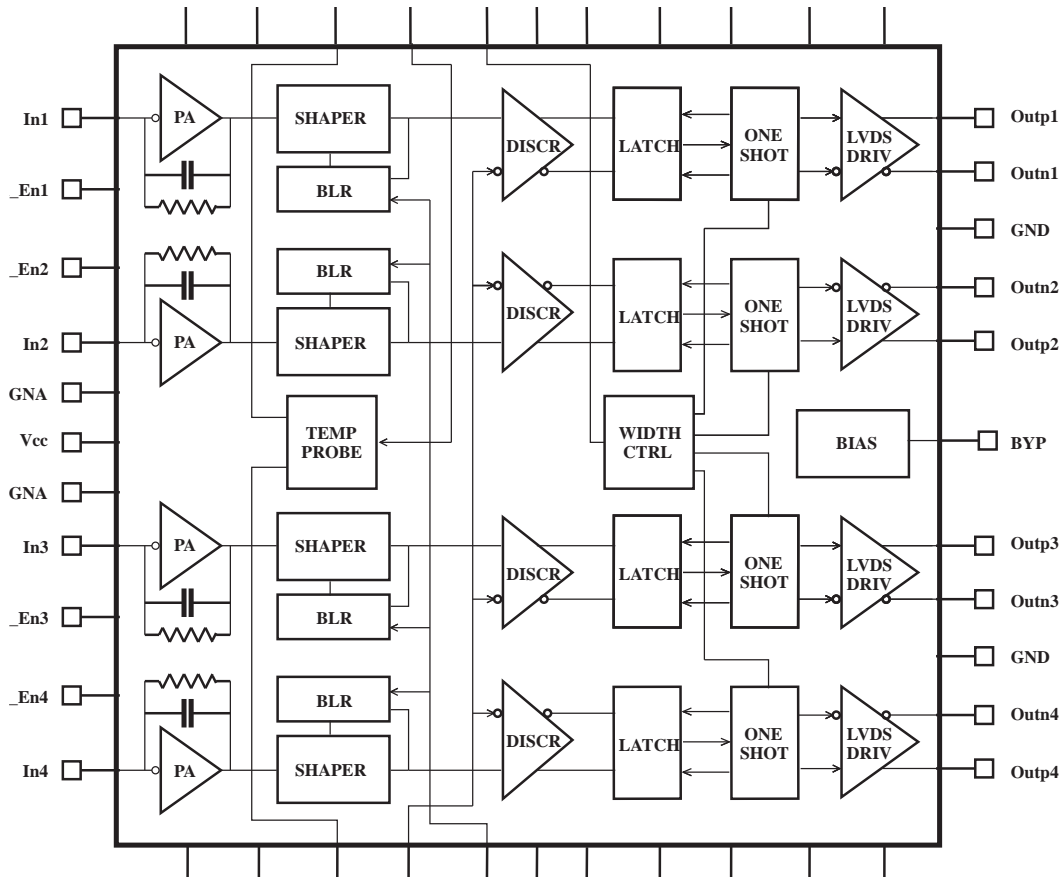 In1
PA
SHAPER
DISCR
LATCH
ONE
SHOT
LVDS
DRIV
Outp1
_En1
BLR
Outn1
GND
_En2
BLR
DISCR
LATCH
ONE
SHOT
LVDS
DRIV
Outn2
In2
PA
SHAPER
Outp2
GNA
Vcc
TEMP
PROBE
WIDTH
CTRL
BIAS
BYP
GNA
In3
PA
SHAPER
DISCR
LATCH
ONE
SHOT
LVDS
DRIV
Outp3
_En3
BLR
Outn3
GND
_En4
BLR
DISCR
LATCH
ONE
SHOT
LVDS
DRIV
Outn4
In4
PA
SHAPER
Outp4